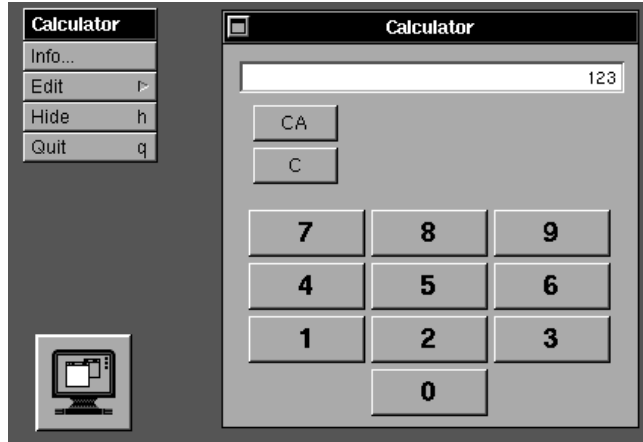 Calculator
Info...
Edit
Hide h
Quit q
Calculator
123
CA
C
7 8 9
4 5 6
1 2 3
0